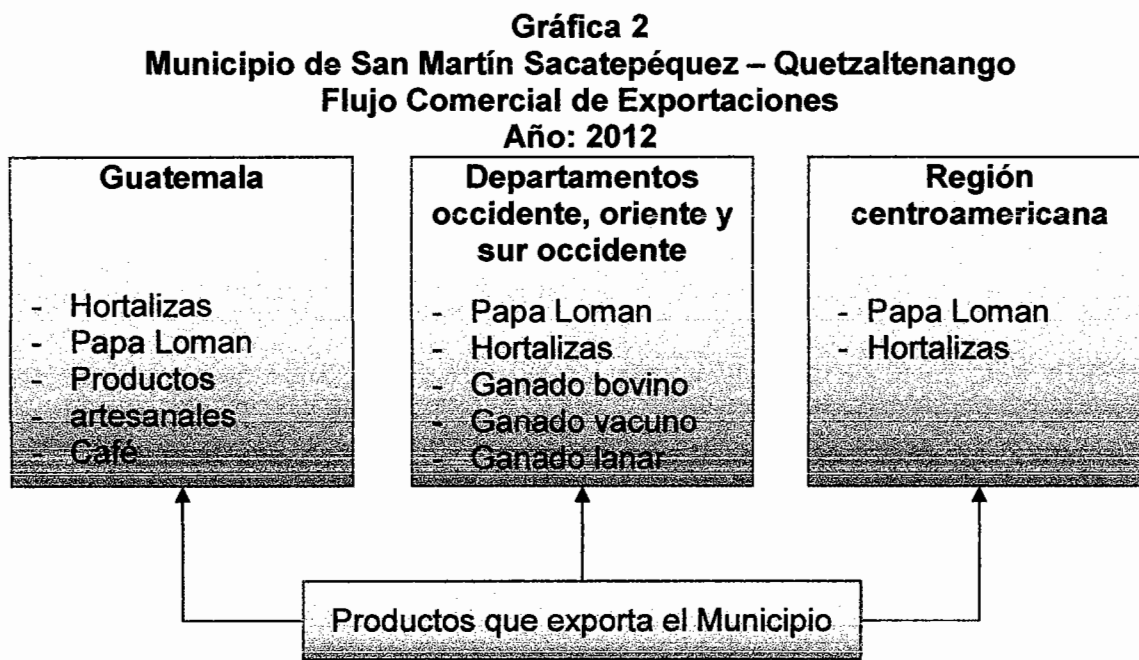 Gráfica 2
Municipio de San Martín Sacatepéquez – Quetzaltenango
Flujo Comercial de Exportaciones
Año: 2012
Guatemala
- Hortalizas
- Papa Loman
- Productos
- artesanales
- Café
Departamentos
occidente, oriente y
sur occidente
- Papa Loman
- Hortalizas
- Ganado bovino
- Ganado vacuno
- Ganado lanar
Región
centroamericana
- Papa Loman
- Hortalizas
Productos que exporta el Municipio